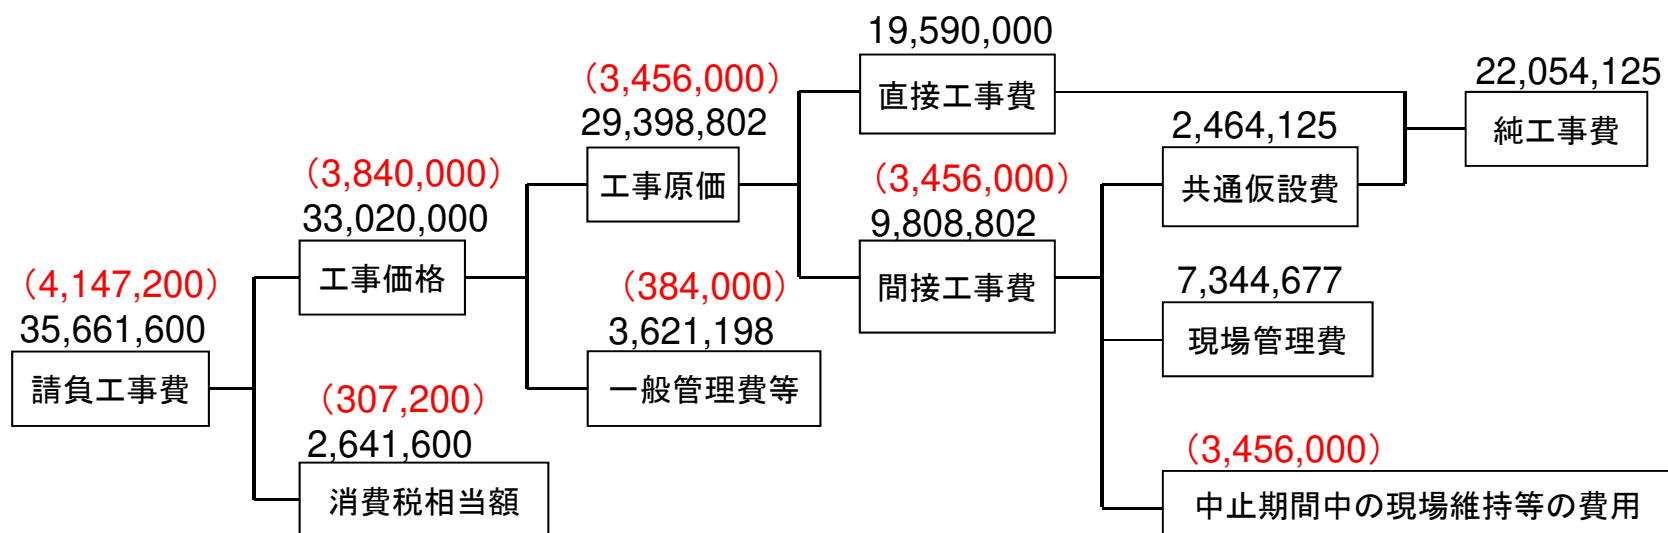 (4,147,200)
35,661,600
請負工事費
(3,840,000)
33,020,000
工事価格
(307,200)
2,641,600
消費税相当額
(3,456,000)
29,398,802
工事原価
(384,000)
3,621,198
一般管理費等
19,590,000
直接工事費
(3,456,000)
9,808,802
間接工事費
2,464,125
共通仮設費
7,344,677
現場管理費
(3,456,000)
中止期間中の現場維持等の費用
22,054,125
純工事費